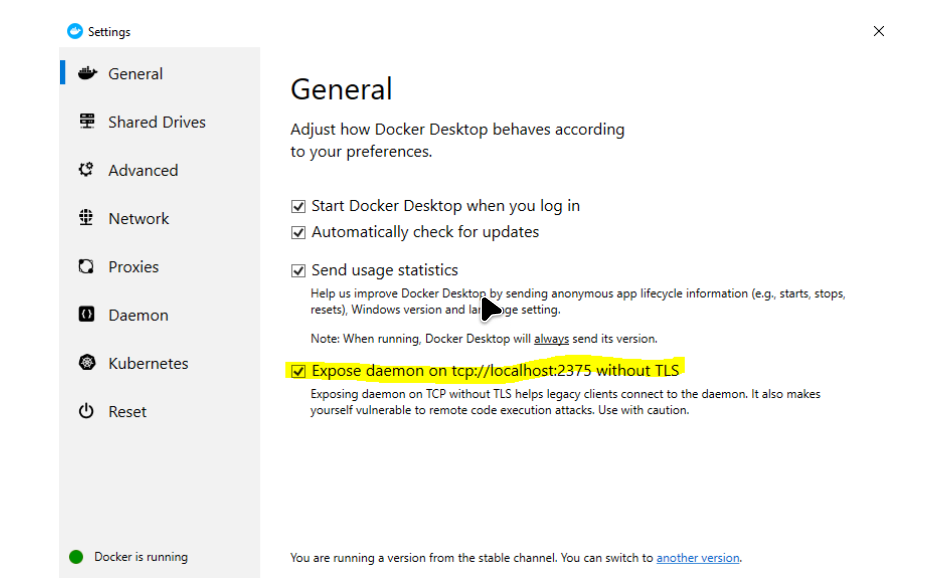 Settings
General
Shared Drives
Advanced
Network
Proxies
Daemon
Kubernetes
Reset
Docker is running
General
Adjust how Docker Desktop behaves according
to your preferences.
Start Docker Desktop when you log in
Automatically check for updates
Send usage statistics
Help us improve Docker Desktop by sending anonymous app lifecycle information (e.g., starts, stops,
resets), Windows version and setting.
Note: When running, Docker Desktop will always send its version.
Expose daemon on tcp://localhost:2375 without TLS
Exposing daemon on TCP without TLS helps legacy clients connect to the daemon. It also makes
yourself vulnerable to remote code execution attacks. Use with caution.
You are running a version from the stable channel. You can switch to another version.